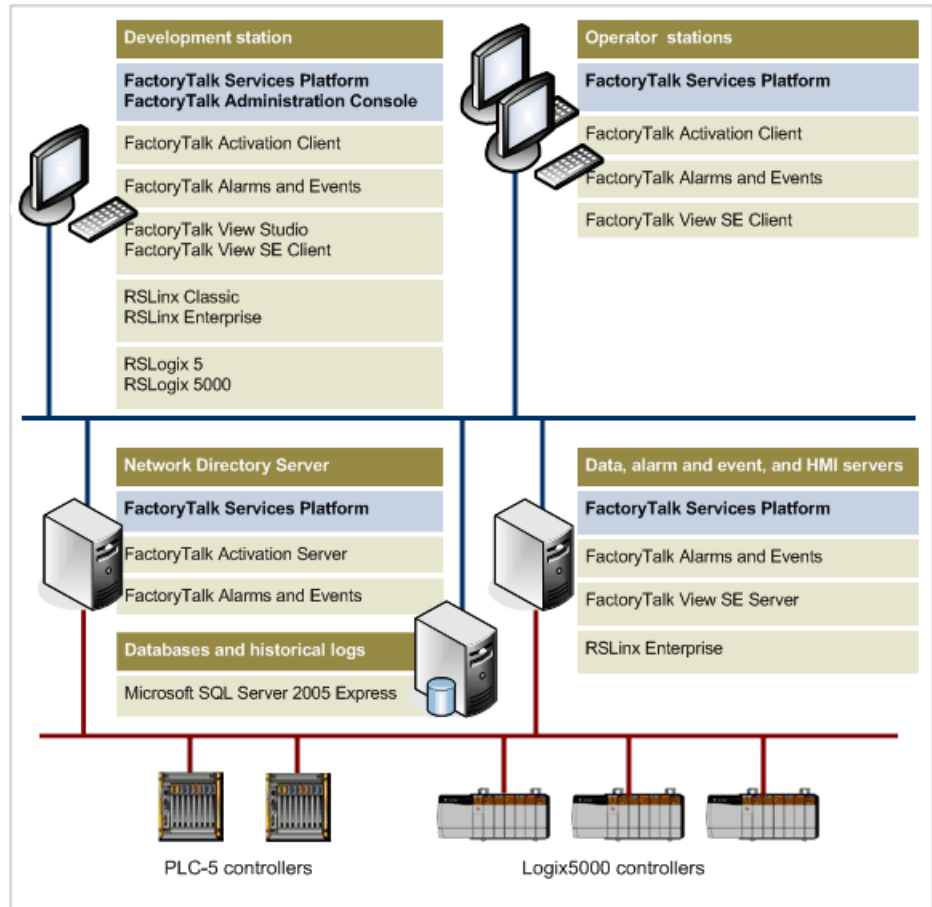 Development station
FactoryTalk Services Platform
FactoryTalk Administration Console
FactoryTalk Activation Client
FactoryTalk Alarms and Events
FactoryTalk View Studio
FactoryTalk View SE Client
RSLinx Classic
RSLinx Enterprise
RSLogix 5
RSLogix 5000
Operator stations
FactoryTalk Services Platform
FactoryTalk Activation Client
FactoryTalk Alarms and Events
FactoryTalk View SE Client
Network Directory Server
FactoryTalk Services Platform
FactoryTalk Activation Server
FactoryTalk Alarms and Events
Databases and historical logs
Microsoft SQL Server 2005 Express
Data, alarm and event, and HMI servers
FactoryTalk Services Platform
FactoryTalk Alarms and Events
FactoryTalk View SE Server
RSLinx Enterprise
PLC-5 controllers
Logix5000 controllers